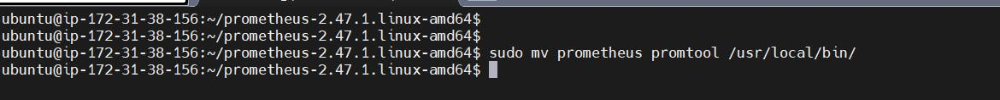 ubuntu@ip-172-31-38-156:~/prometheus-2.47.1.linux-amd64$
ubuntu@ip-172-31-38-156:~/prometheus-2.47.1.linux-amd64$
ubuntu@ip-172-31-38-156:~/prometheus-2.47.1.linux-amd64$ sudo mv prometheus promtool /usr/local/bin/
ubuntu@ip-172-31-38-156:~/prometheus-2.47.1.linux-amd64$